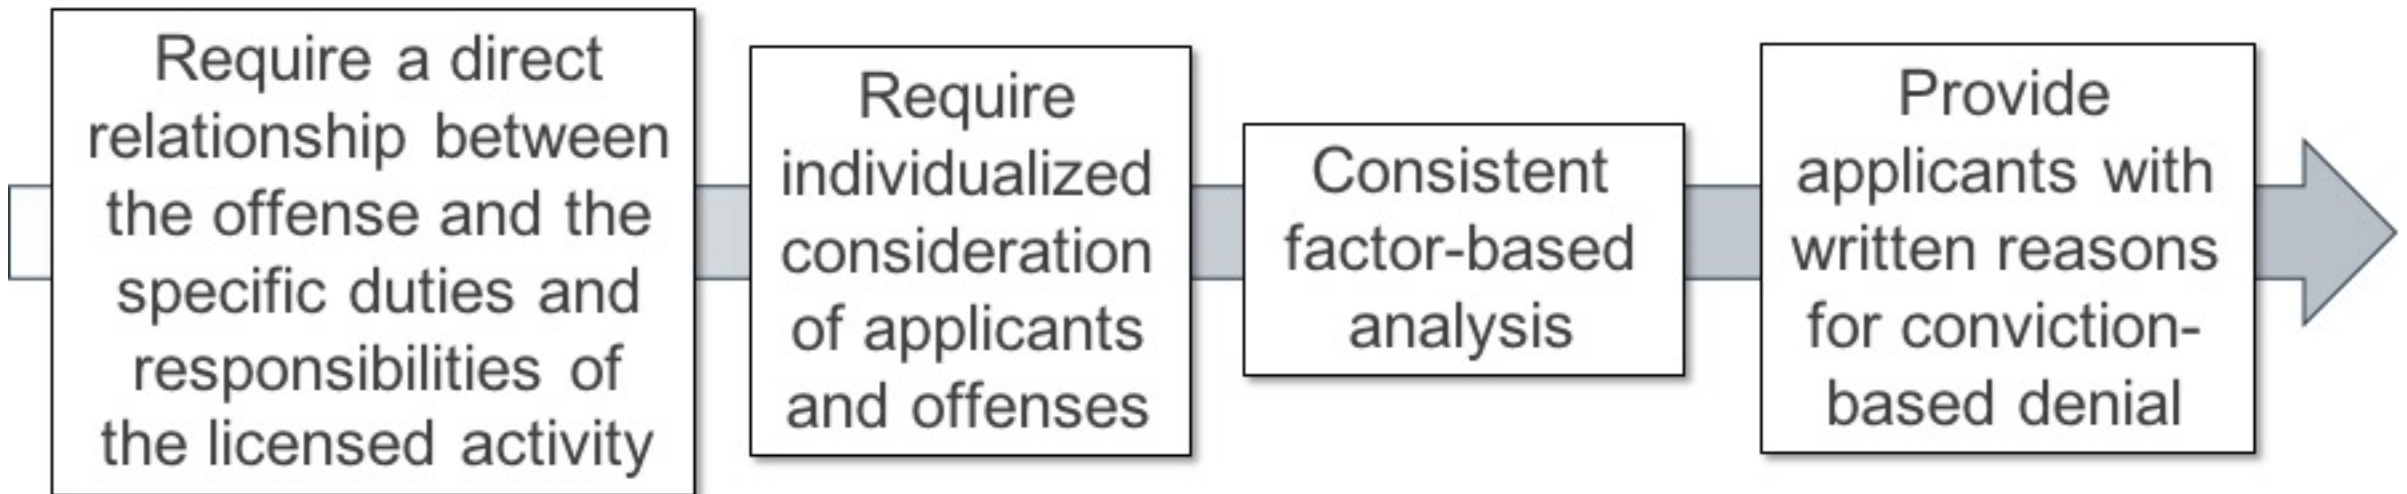 Require a direct
relationship between
the offense and the
specific duties and
responsibilities of
the licensed activity
Require
individualized
consideration
of applicants
and offenses
Consistent
factor-based
analysis
Provide
applicants with
written reasons
for conviction-
based denial